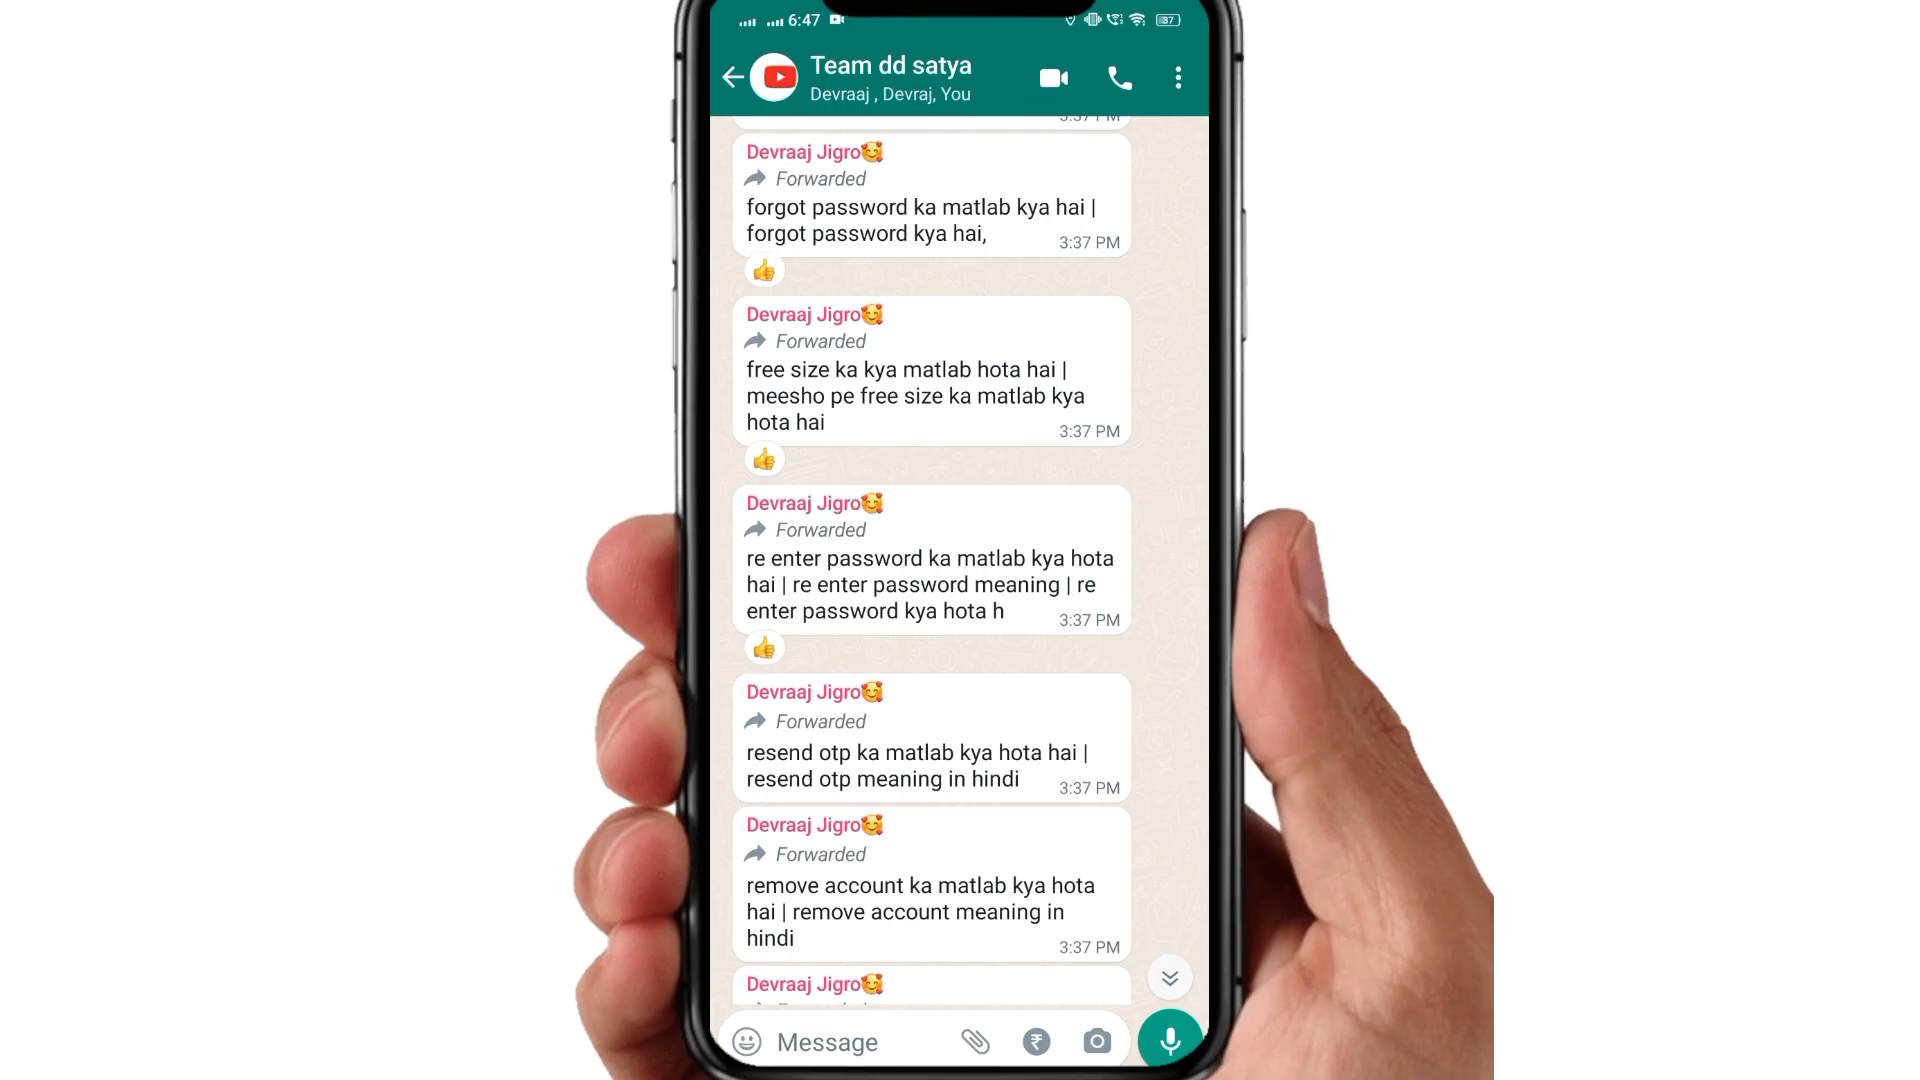 6:47
37
Team dd satya
Devraaj , Devraj, You
3:37 PM
Devraaj Jigro🥰
Forwarded
forgot password ka matlab kya hai |
forgot password kya hai,
3:37 PM
👍
Devraaj Jigro🥰
Forwarded
free size ka kya matlab hota hai |
meesho pe free size ka matlab kya
hota hai
3:37 PM
👍
Devraaj Jigro🥰
Forwarded
re enter password ka matlab kya hota
hai | re enter password meaning | re
enter password kya hota h
3:37 PM
👍
Devraaj Jigro🥰
Forwarded
resend otp ka matlab kya hota hai |
resend otp meaning in hindi
3:37 PM
Devraaj Jigro🥰
Forwarded
remove account ka matlab kya hota
hai | remove account meaning in
hindi
3:37 PM
Devraaj Jigro🥰
Message